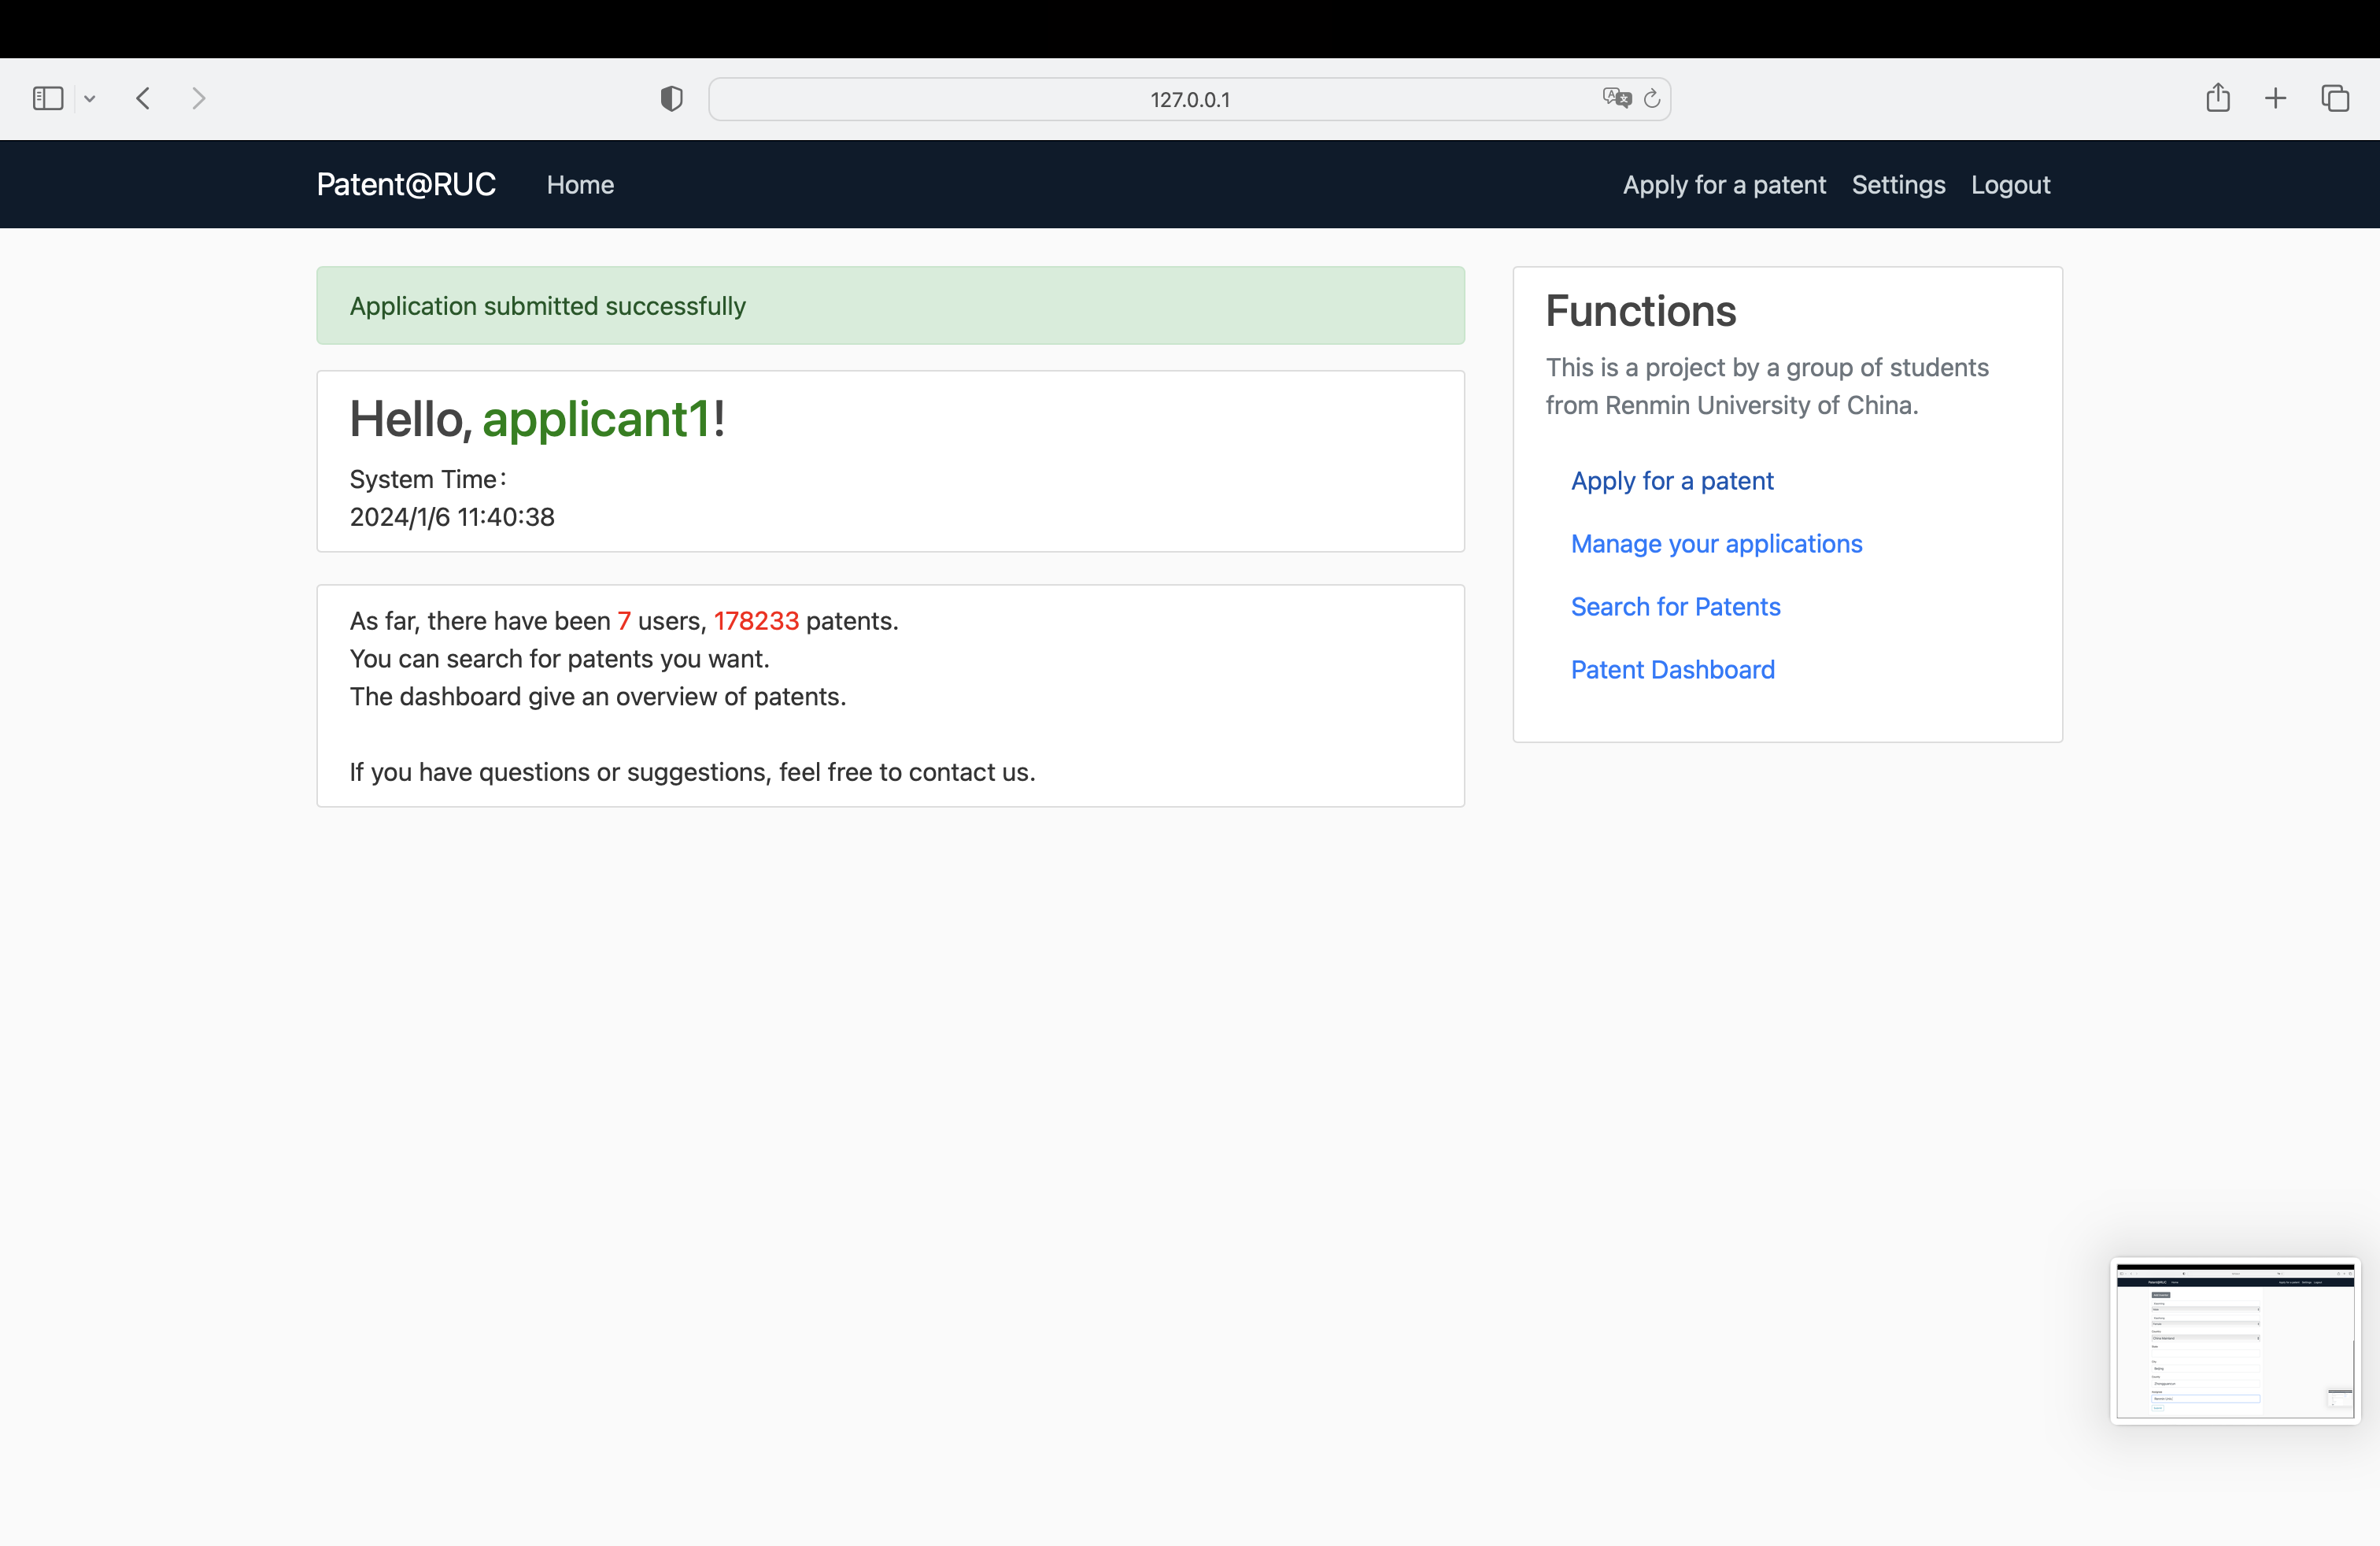 127.0.0.1
Patent@RUC Home Apply for a patent Settings Logout
Application submitted successfully
Hello, applicant1!
System Time：
2024/1/6 11:40:38
As far, there have been 7 users, 178233 patents.
You can search for patents you want.
The dashboard give an overview of patents.
If you have questions or suggestions, feel free to contact us.
Functions
This is a project by a group of students
from Renmin University of China.
Apply for a patent
Manage your applications
Search for Patents
Patent Dashboard